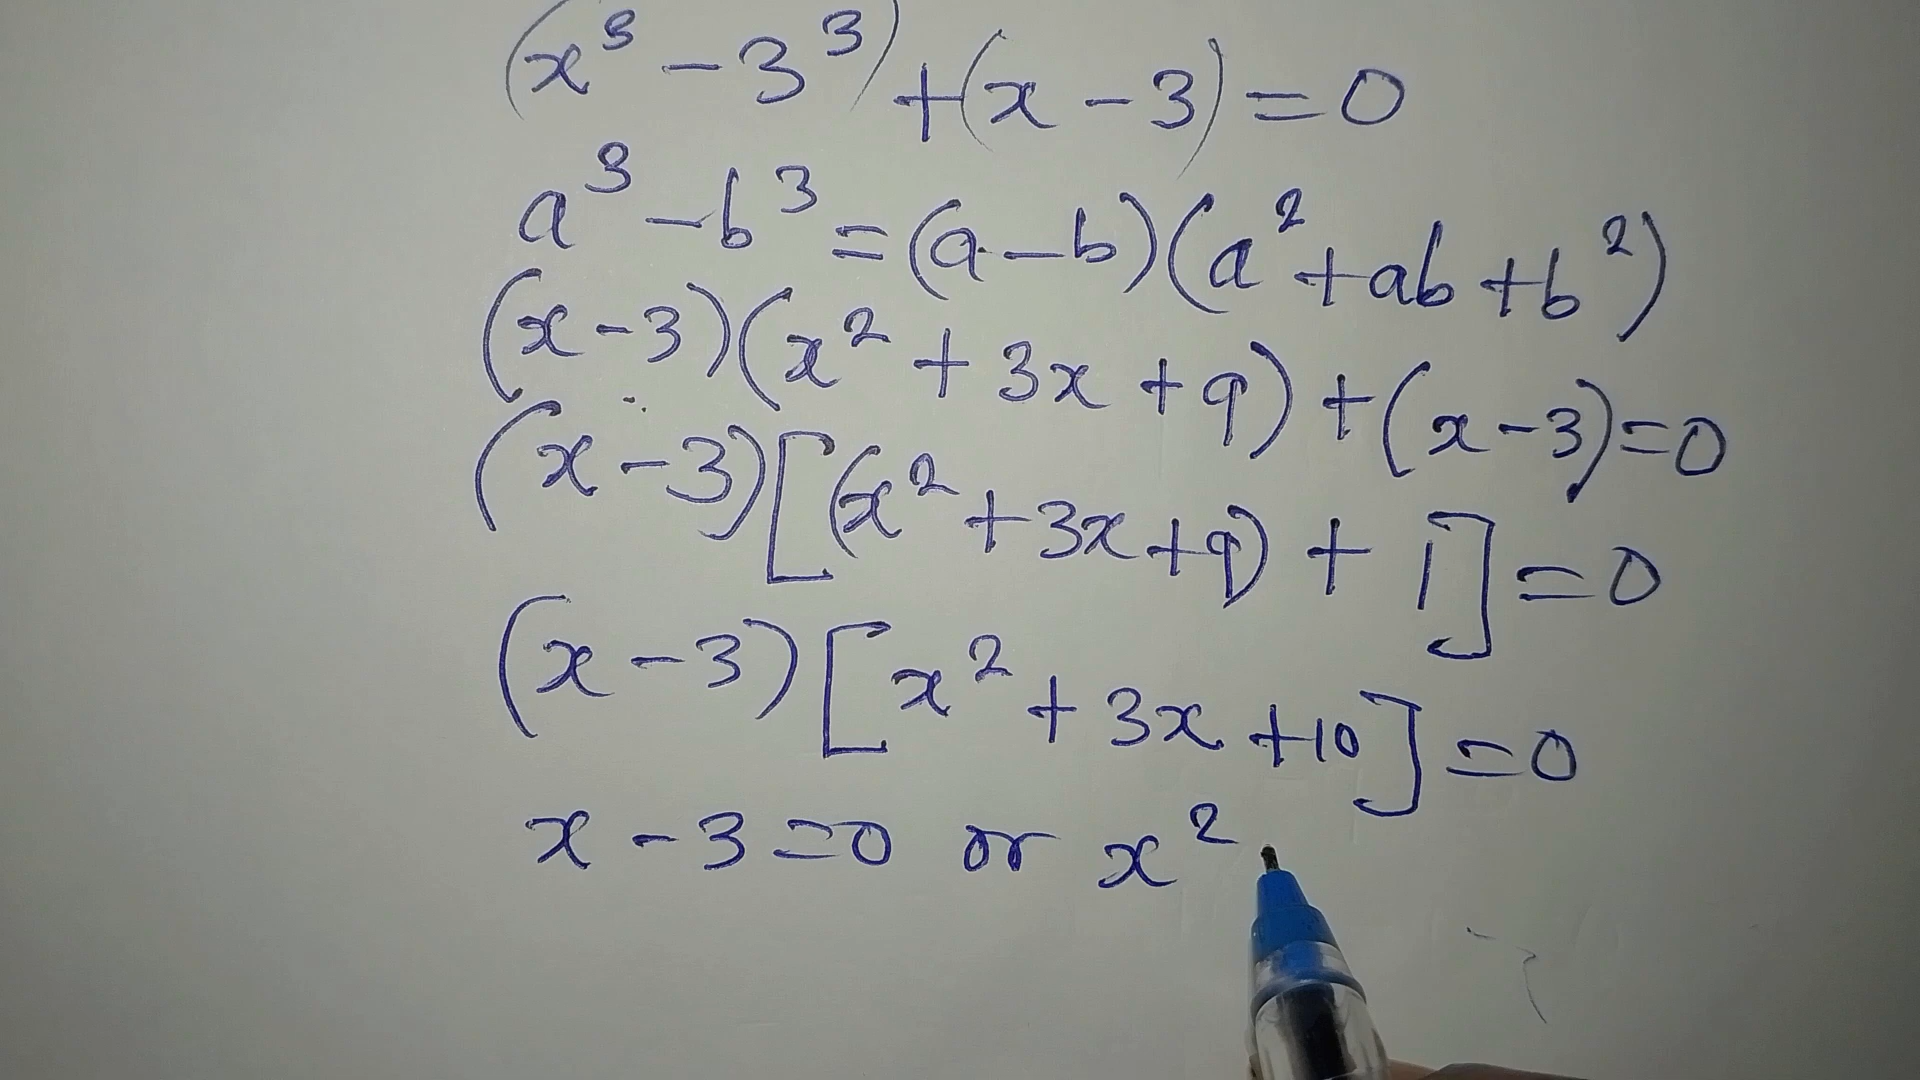 (x³ - 3³) + (x - 3) = 0
a³ - b³ = (a - b)(a² + ab + b²)
(x - 3)(x² + 3x + 9) + (x - 3) = 0
(x - 3)[(x² + 3x + 9) + 1] = 0
(x - 3)[x² + 3x + 10] = 0
x - 3 = 0 or x²